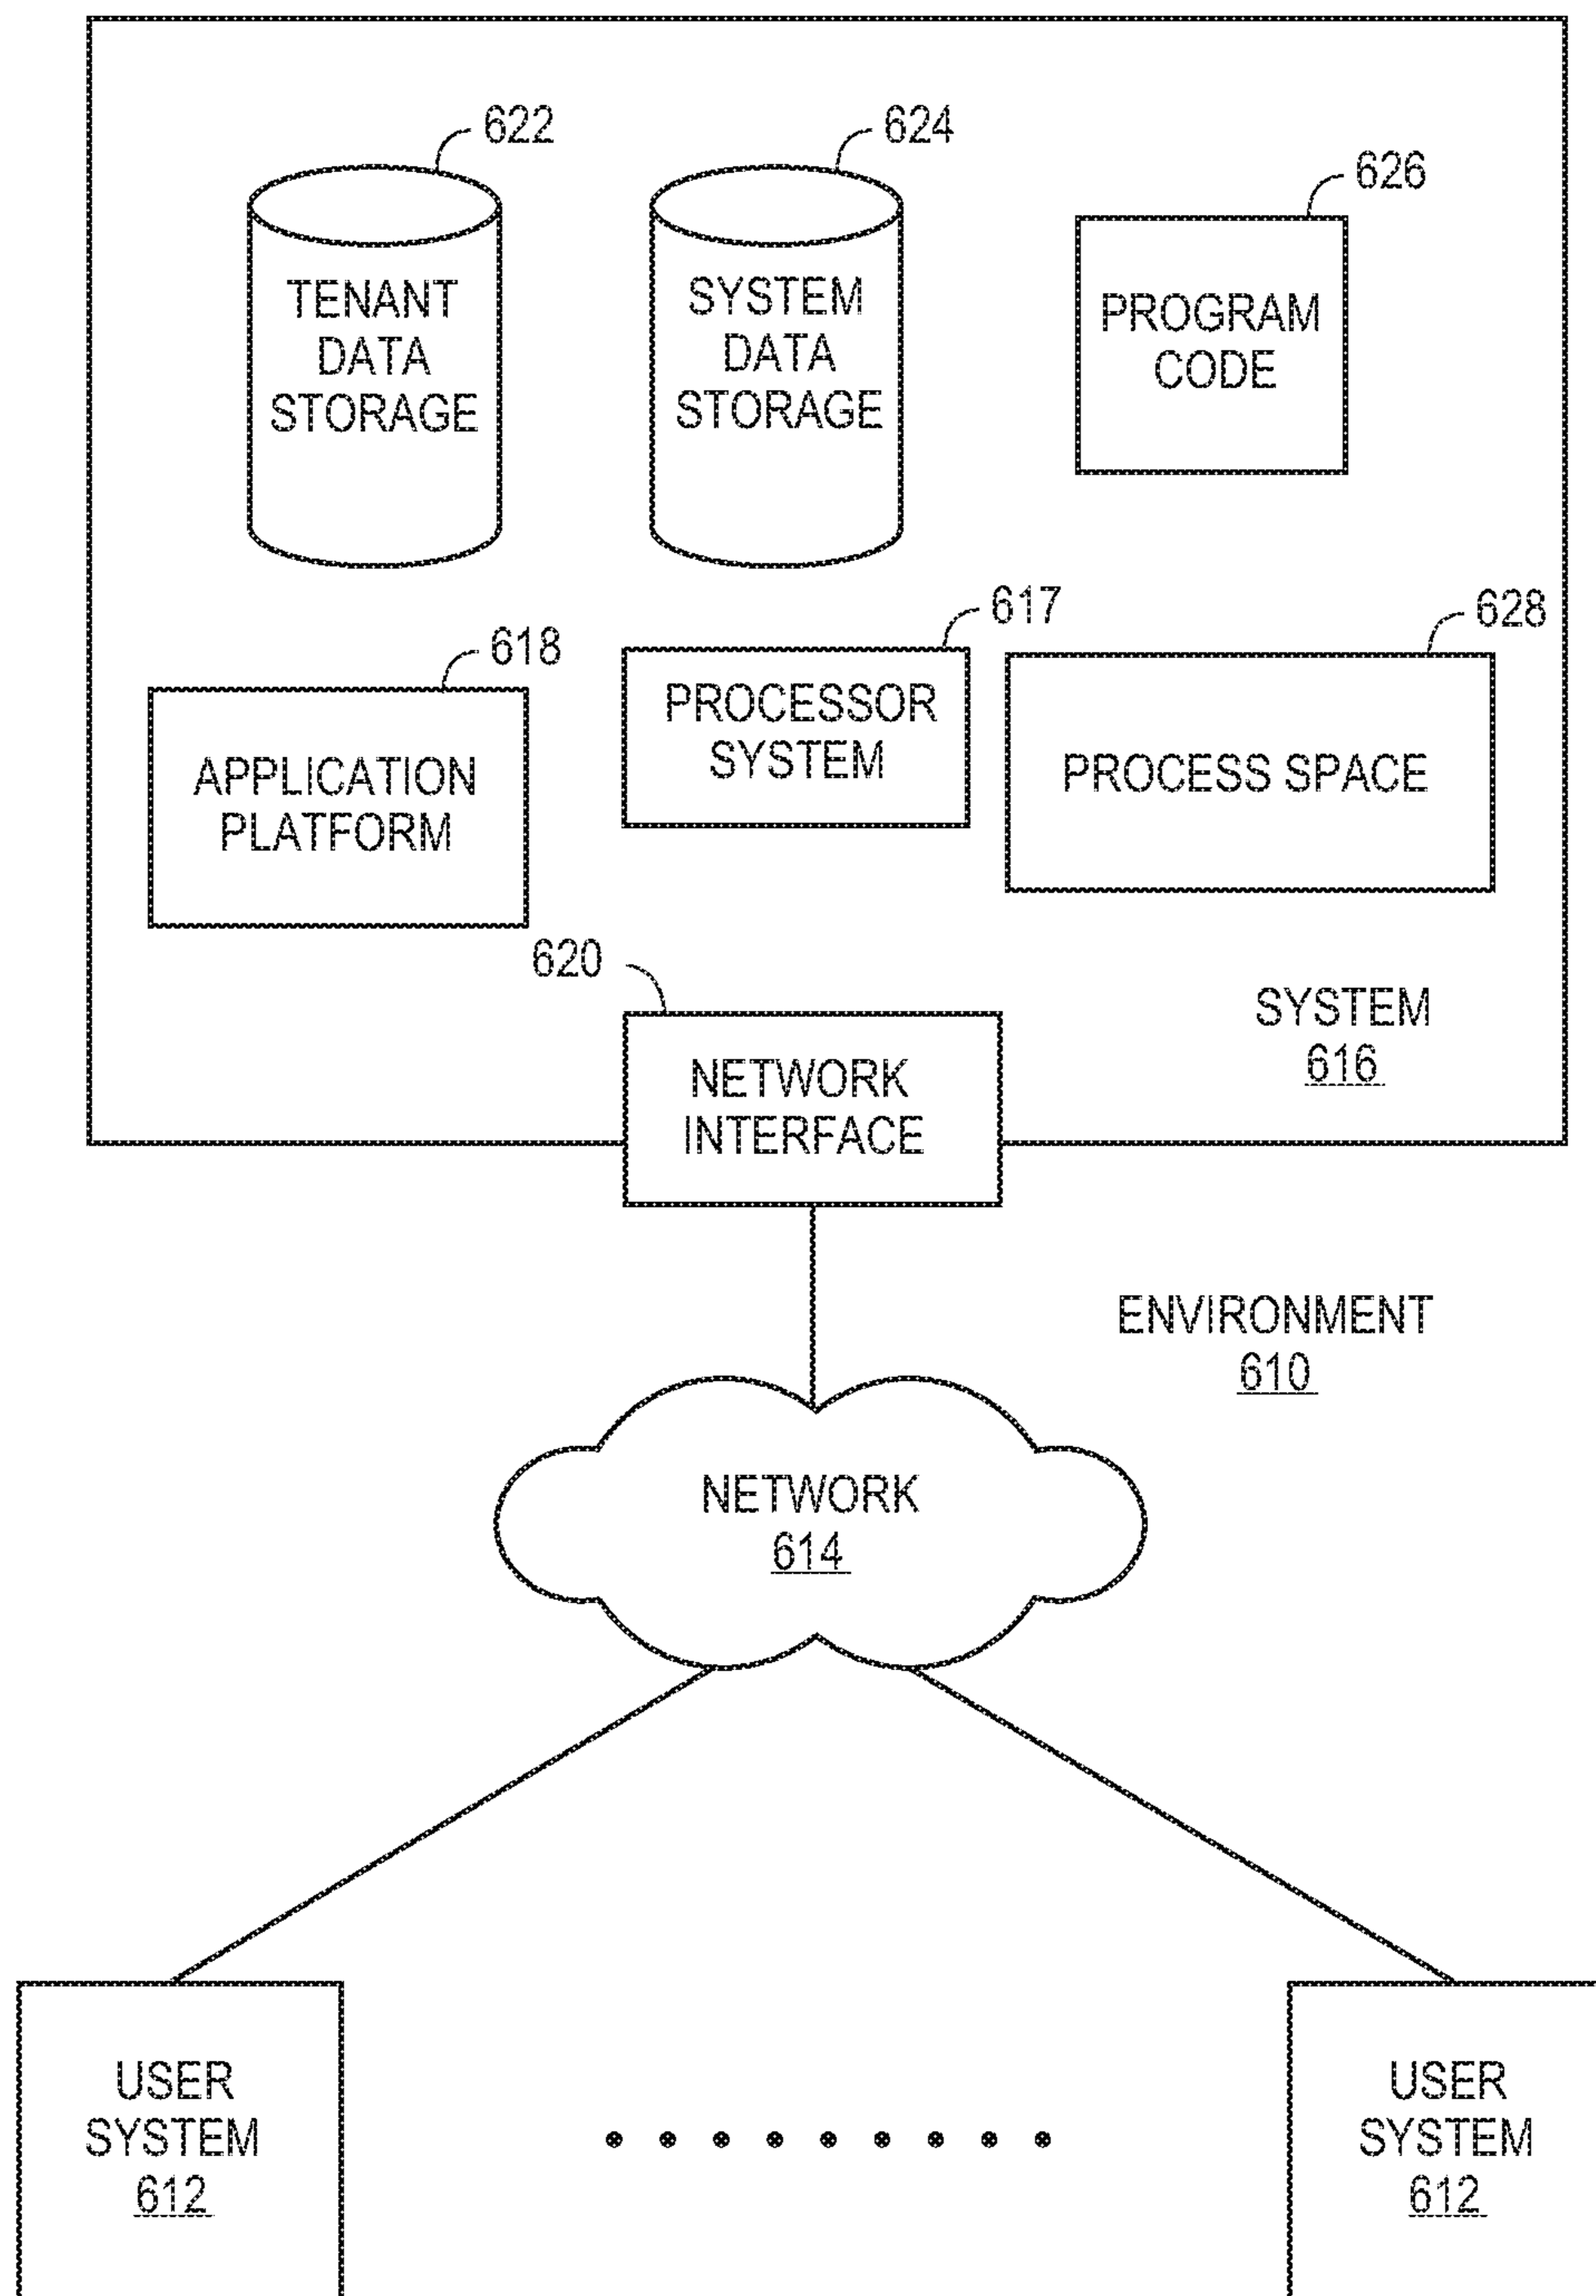 622
624
626
TENANT
DATA
STORAGE
SYSTEM
DATA
STORAGE
PROGRAM
CODE
618
617
628
APPLICATION
PLATFORM
PROCESSOR
SYSTEM
PROCESS SPACE
620
NETWORK
INTERFACE
SYSTEM
616
ENVIRONMENT
610
NETWORK
614
USER
SYSTEM
612
USER
SYSTEM
612